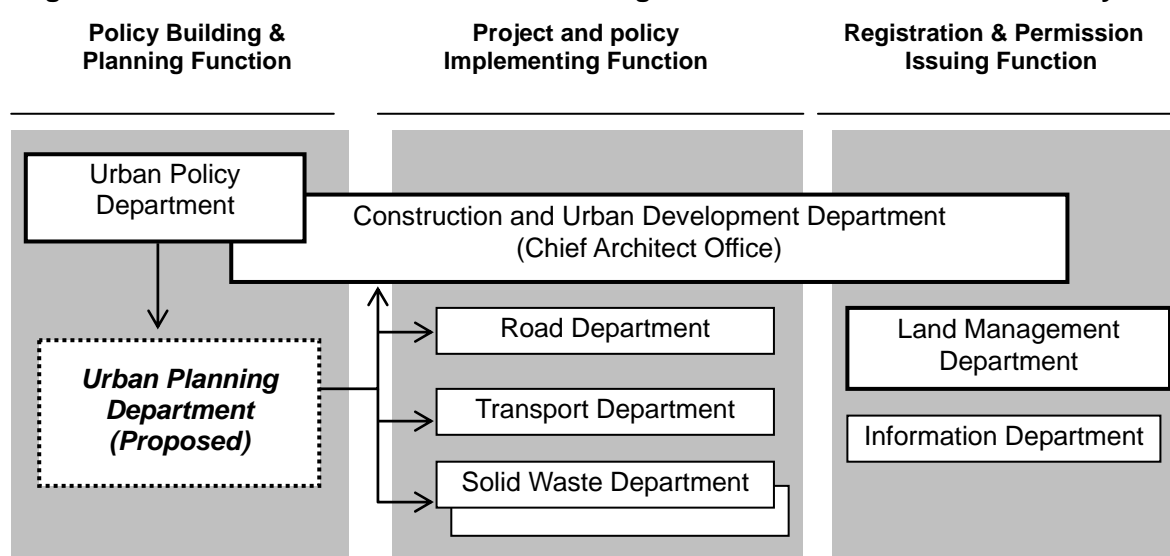 Policy Building &
Planning Function
Project and policy
Implementing Function
Registration & Permission
Issuing Function
Urban Policy
Department
Construction and Urban Development Department
(Chief Architect Office)
Urban Planning
Department
(Proposed)
Road Department
Transport Department
Solid Waste Department
Land Management
Department
Information Department